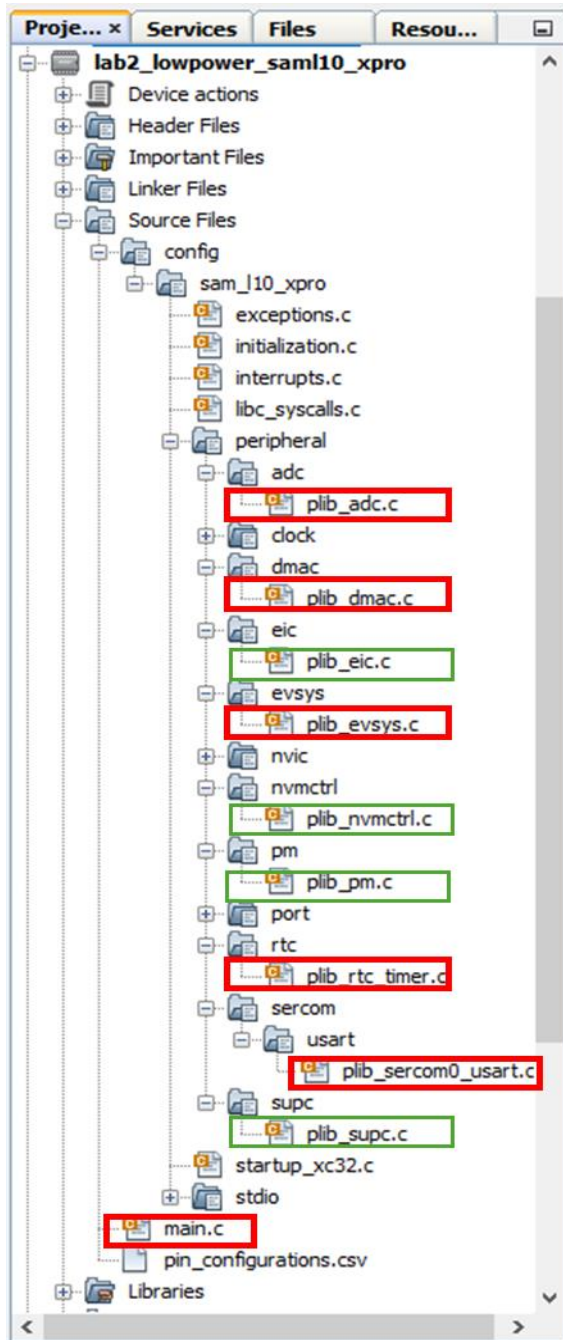 Proje... × Services Files Resou...
lab2_lowpower_saml10_xpro
Device actions
Header Files
Important Files
Linker Files
Source Files
config
sam_l10_xpro
exceptions.c
initialization.c
interrupts.c
libc_syscalls.c
peripheral
adc
plib_adc.c
clock
dmac
plib_dmac.c
eic
plib_eic.c
evsys
plib_evsys.c
nvic
nvmctrl
plib_nvmctrl.c
pm
plib_pm.c
port
rtc
plib_rtc_timer.c
sercom
usart
plib_sercom0_usart.c
supc
plib_supc.c
startup_xc32.c
stdio
main.c
pin_configurations.csv
Libraries